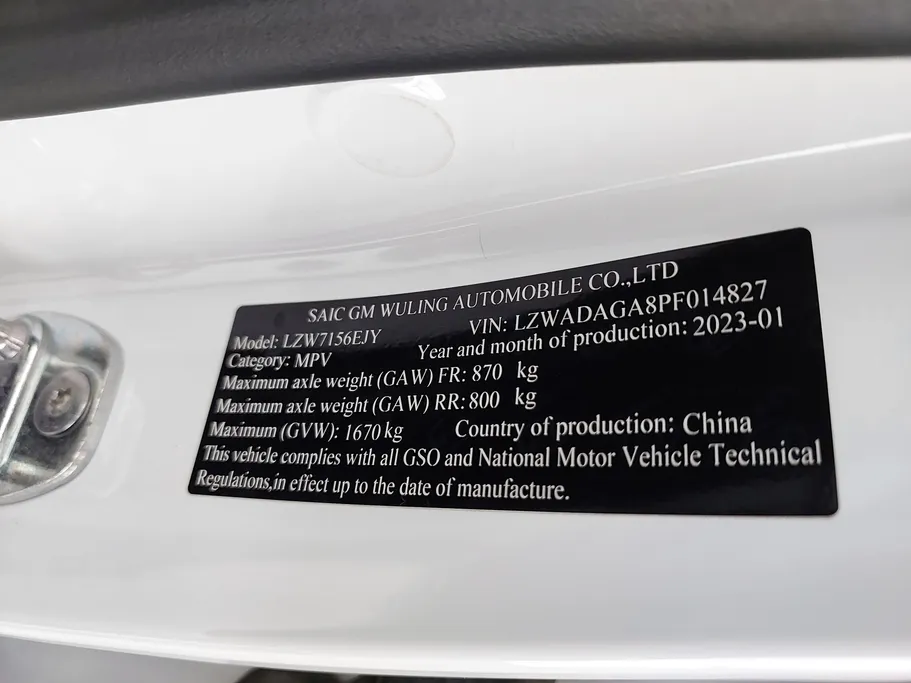 SAIC GM WULING AUTOMOBILE CO.,LTD
Model: LZW7156EJY VIN: LZWADAGA8PF014827
Category: MPV Year and month of production: 2023-01
Maximum axle weight (GAW) FR: 870 kg
Maximum axle weight (GAW) RR: 800 kg
Maximum (GVW): 1670 kg Country of production: China
This vehicle complies with all GSO and National Motor Vehicle Technical
Regulations,in effect up to the date of manufacture.